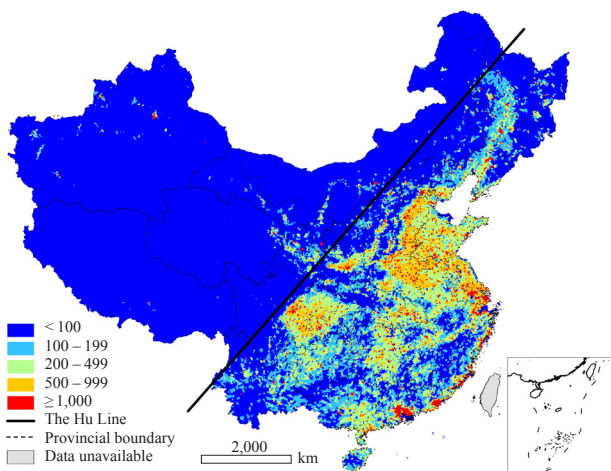 < 100
100 – 199
200 – 499
500 – 999
≥ 1,000
The Hu Line
Provincial boundary
Data unavailable
2,000
km